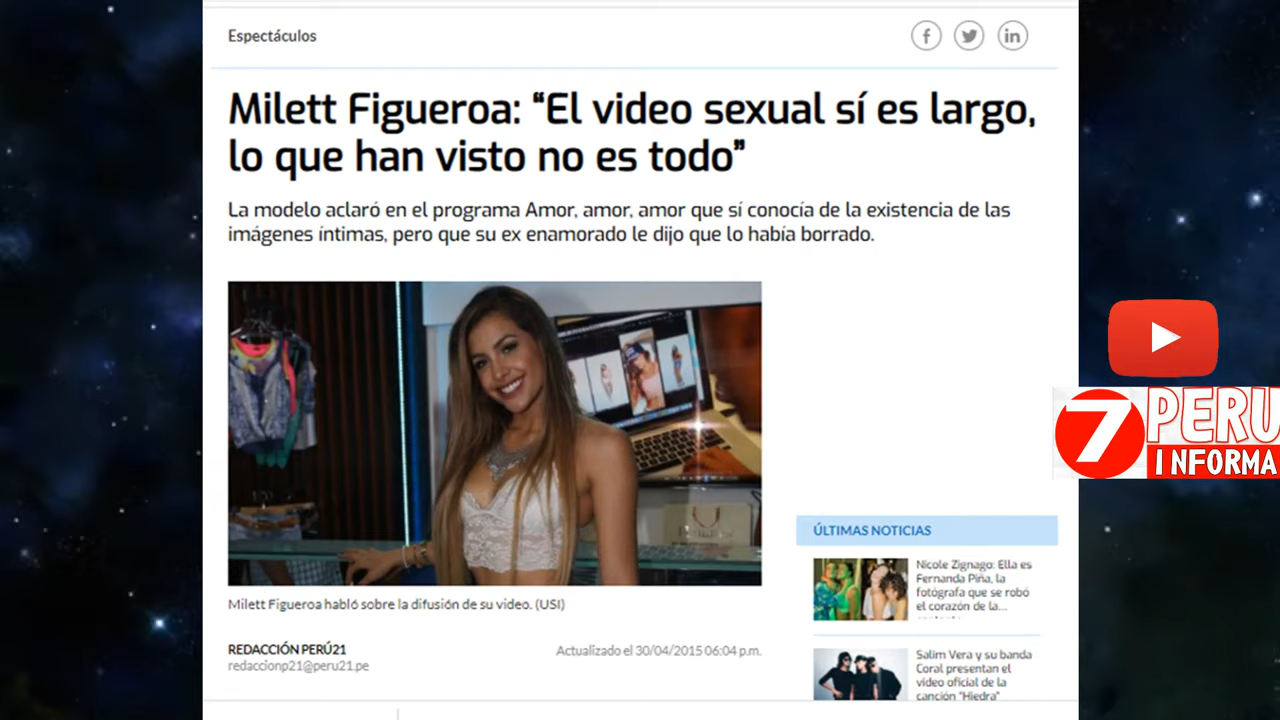 Espectáculos
Milett Figueroa: “El video sexual sí es largo,
lo que han visto no es todo”
La modelo aclaró en el programa Amor, amor, amor que sí conocía de la existencia de las
imágenes íntimas, pero que su ex enamorado le dijo que lo había borrado.
7 PERU
INFORMA
Milett Figueroa habló sobre la difusión de su video. (USI)
REDACCIÓN PERÚ21
redaccionp21@peru21.pe
Actualizado el 30/04/2015 06:04 p.m.
ÚLTIMAS NOTICIAS
Nicole Zignago: Ella es
Fernanda Piña, la
fotógrafa que se robó
el corazón de la...
Salim Vera y su banda
Coral presentan el
video oficial de la
canción "Hiedra"